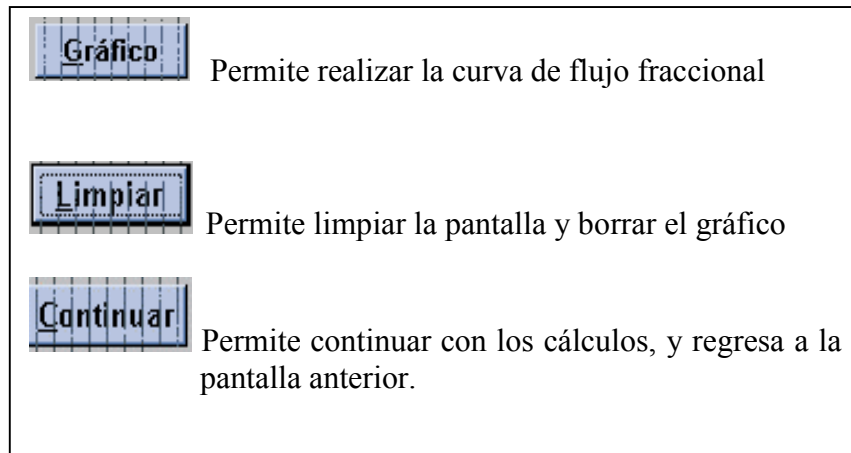 Gráfico Permite realizar la curva de flujo fraccional
Limpiar Permite limpiar la pantalla y borrar el gráfico
Continuar Permite continuar con los cálculos, y regresa a la
pantalla anterior.